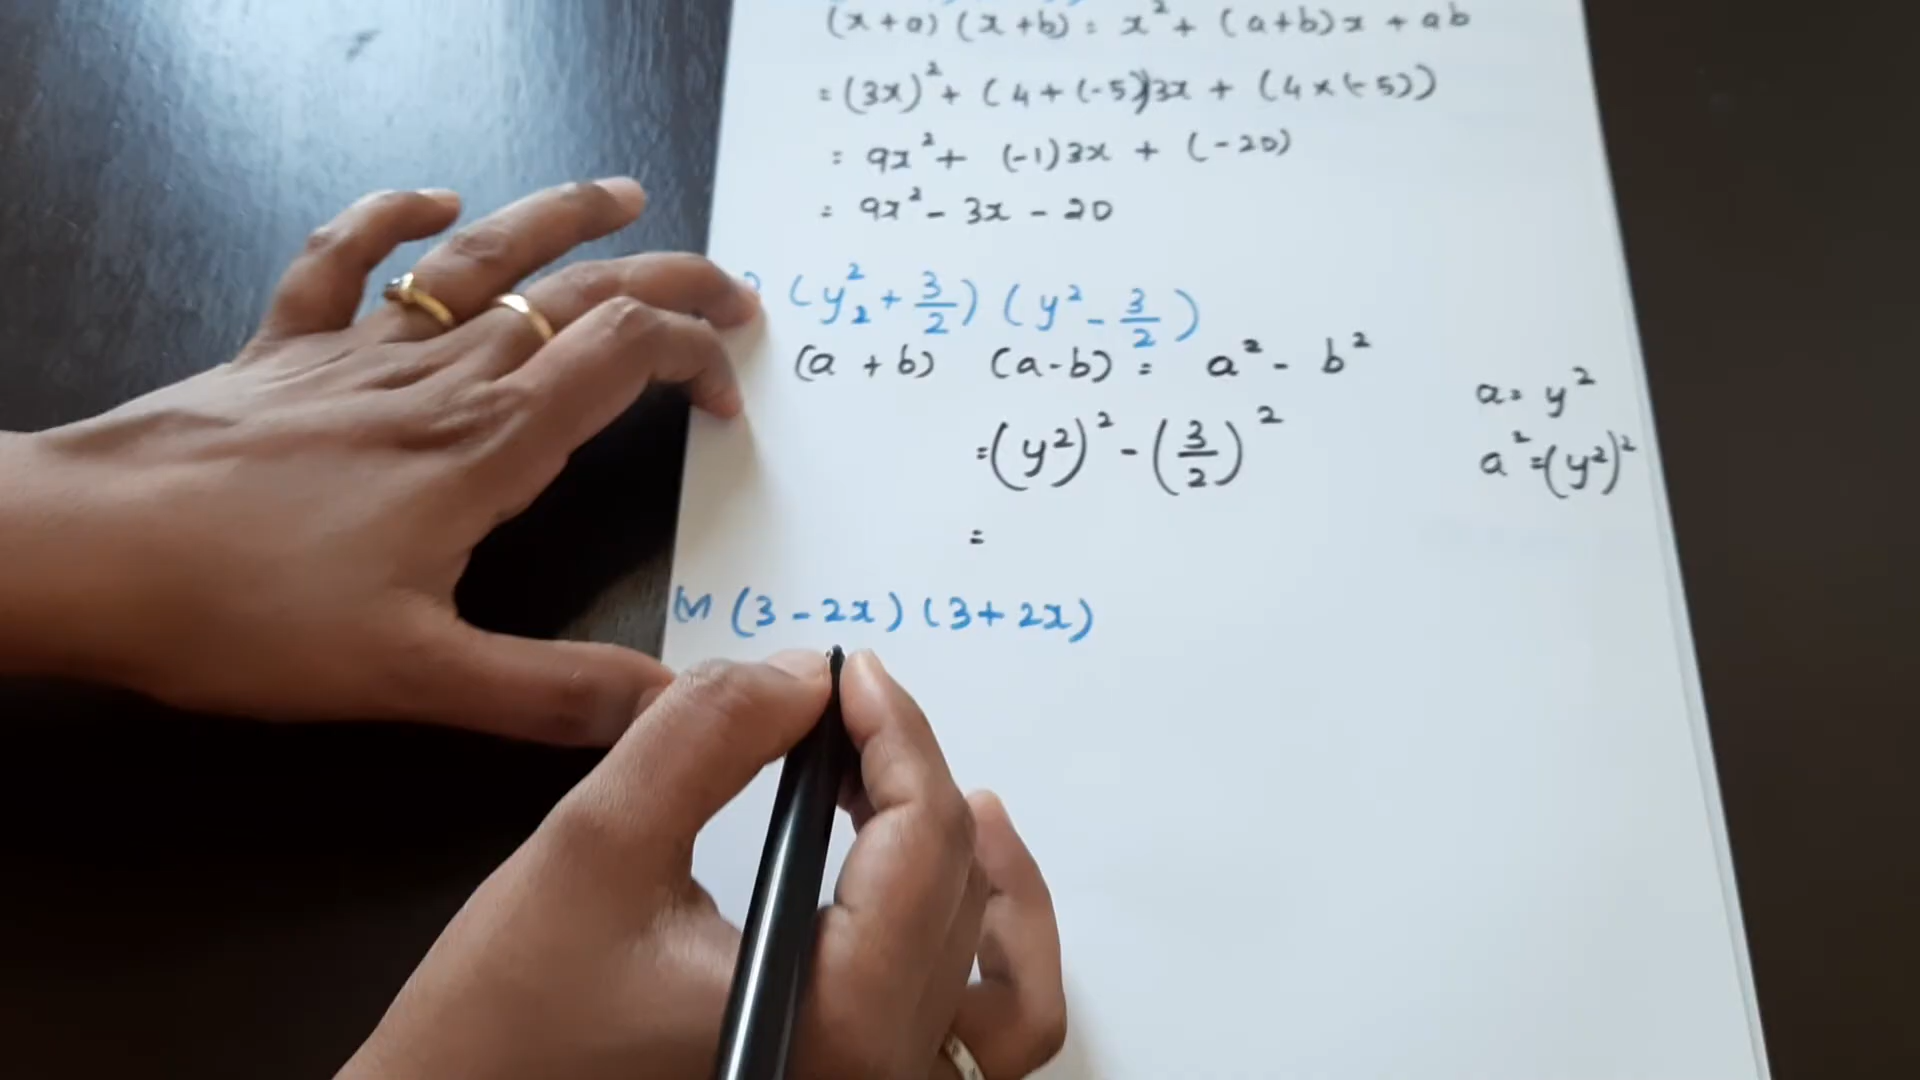 (x+a) (x+b) = x² + (a+b)x + ab
= (3x)² + (4+(-5))3x + (4×(-5))
= 9x² + (-1)3x + (-20)
= 9x² - 3x - 20
(y²₂ + 3/2) (y² - 3/2)
(a + b) (a-b) = a² - b²
a = y²
= (y²)² - (3/2)²
a² = (y²)²
=
(3 - 2x) (3 + 2x)